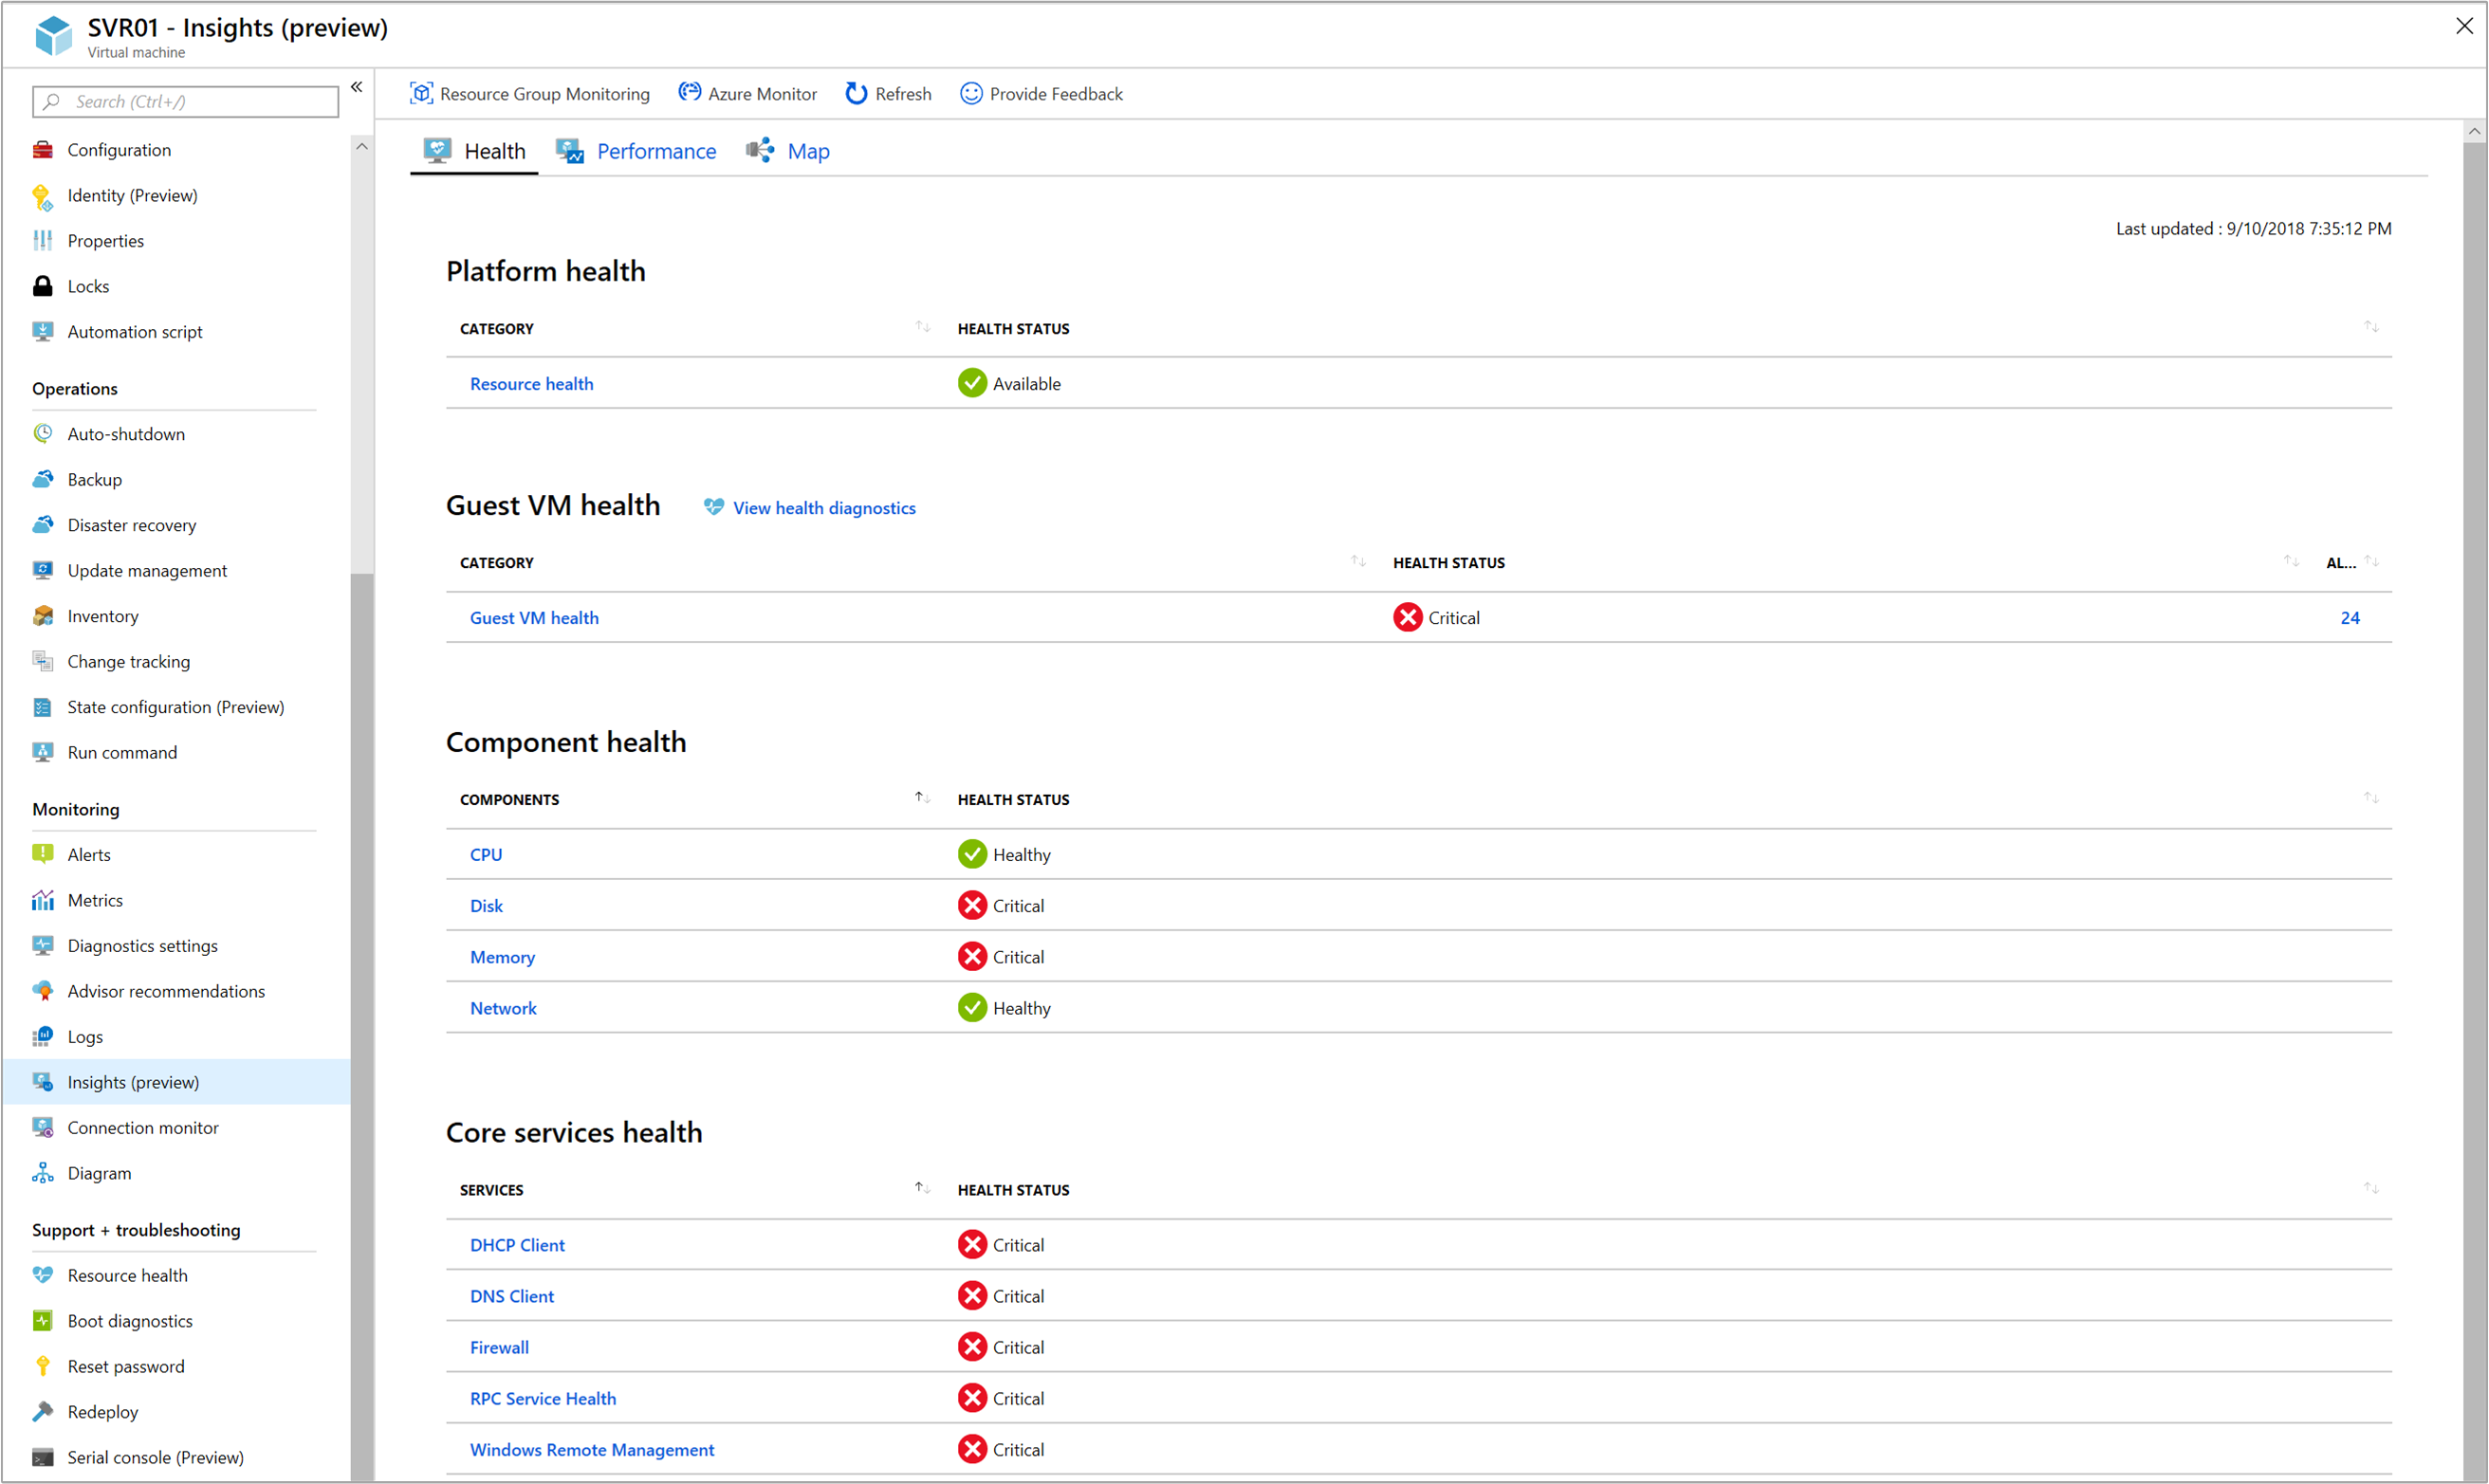 SVR01 - Insights (preview)
Virtual machine
Search (Ctrl+/)
Configuration
Identity (Preview)
Properties
Locks
Automation script
Operations
Auto-shutdown
Backup
Disaster recovery
Update management
Inventory
Change tracking
State configuration (Preview)
Run command
Monitoring
Alerts
Metrics
Diagnostics settings
Advisor recommendations
Logs
Insights (preview)
Connection monitor
Diagram
Support + troubleshooting
Resource health
Boot diagnostics
Reset password
Redeploy
Serial console (Preview)
Resource Group Monitoring Azure Monitor Refresh Provide Feedback
Health Performance Map
Last updated : 9/10/2018 7:35:12 PM
Platform health
CATEGORY HEALTH STATUS
Resource health Available
Guest VM health View health diagnostics
CATEGORY HEALTH STATUS AL...
Guest VM health Critical 24
Component health
COMPONENTS HEALTH STATUS
CPU Healthy
Disk Critical
Memory Critical
Network Healthy
Core services health
SERVICES HEALTH STATUS
DHCP Client Critical
DNS Client Critical
Firewall Critical
RPC Service Health Critical
Windows Remote Management Critical